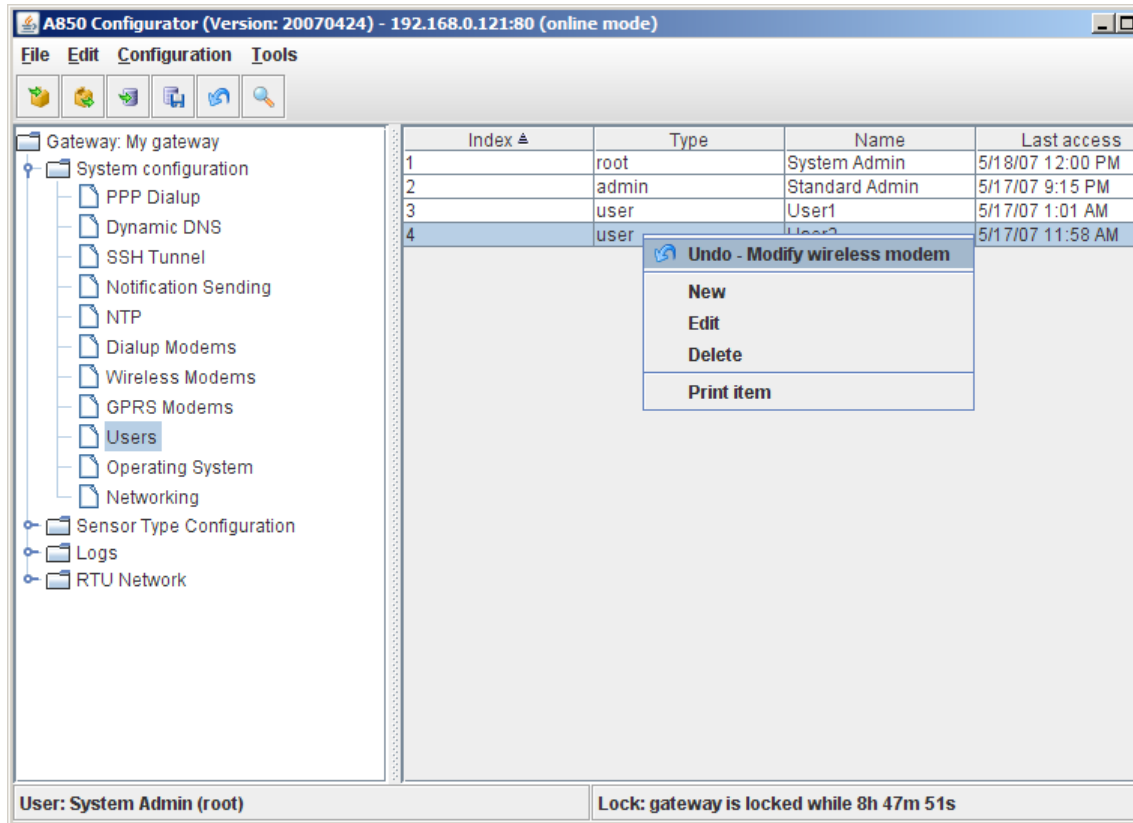 A850 Configurator (Version: 20070424) - 192.168.0.121:80 (online mode)
File Edit Configuration Tools
Gateway: My gateway
System configuration
PPP Dialup
Dynamic DNS
SSH Tunnel
Notification Sending
NTP
Dialup Modems
Wireless Modems
GPRS Modems
Users
Operating System
Networking
Sensor Type Configuration
Logs
RTU Network
Index Type Name Last access
1 root System Admin 5/18/07 12:00 PM
2 admin Standard Admin 5/17/07 9:15 PM
3 user User1 5/17/07 1:01 AM
4 user 5/17/07 11:58 AM
Undo - Modify wireless modem
New
Edit
Delete
Print item
User: System Admin (root)
Lock: gateway is locked while 8h 47m 51s